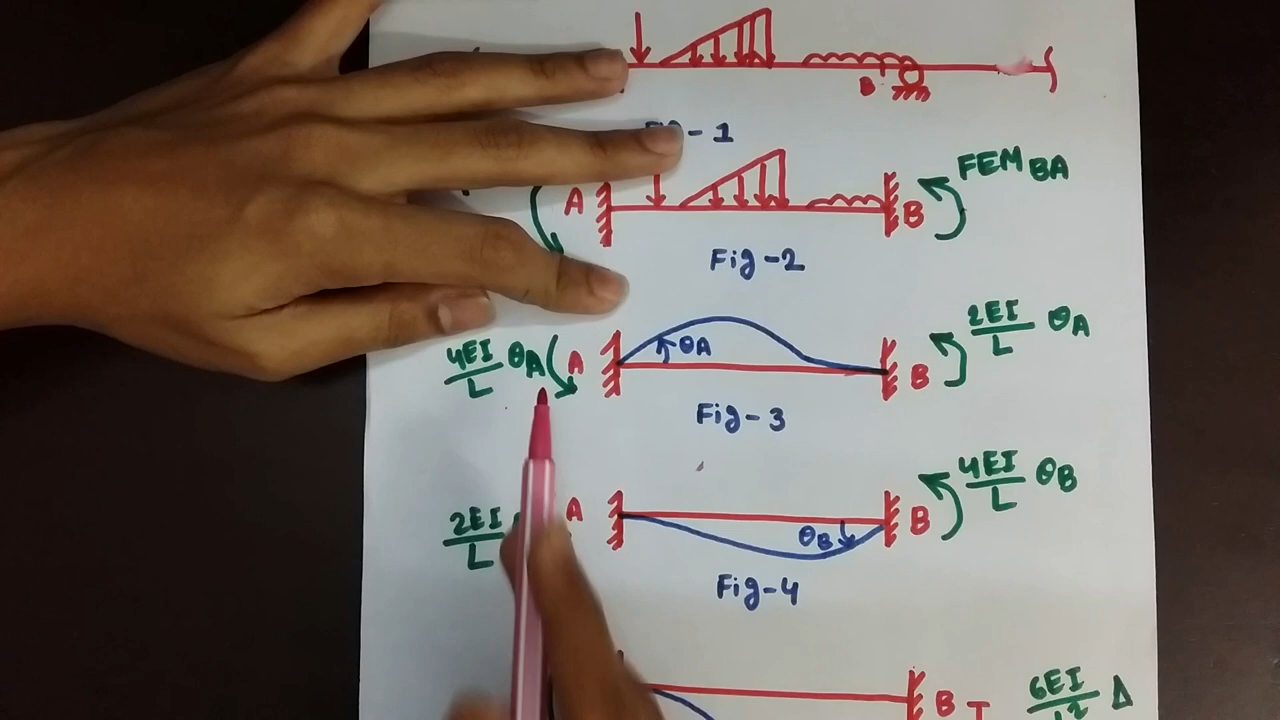 B
Fig-1
FEM BA
A B
Fig-2
4EI/L θA A θA B 2EI/L θA
Fig-3
2EI/L A θB B 4EI/L θB
Fig-4
B 6EI/L² Δ